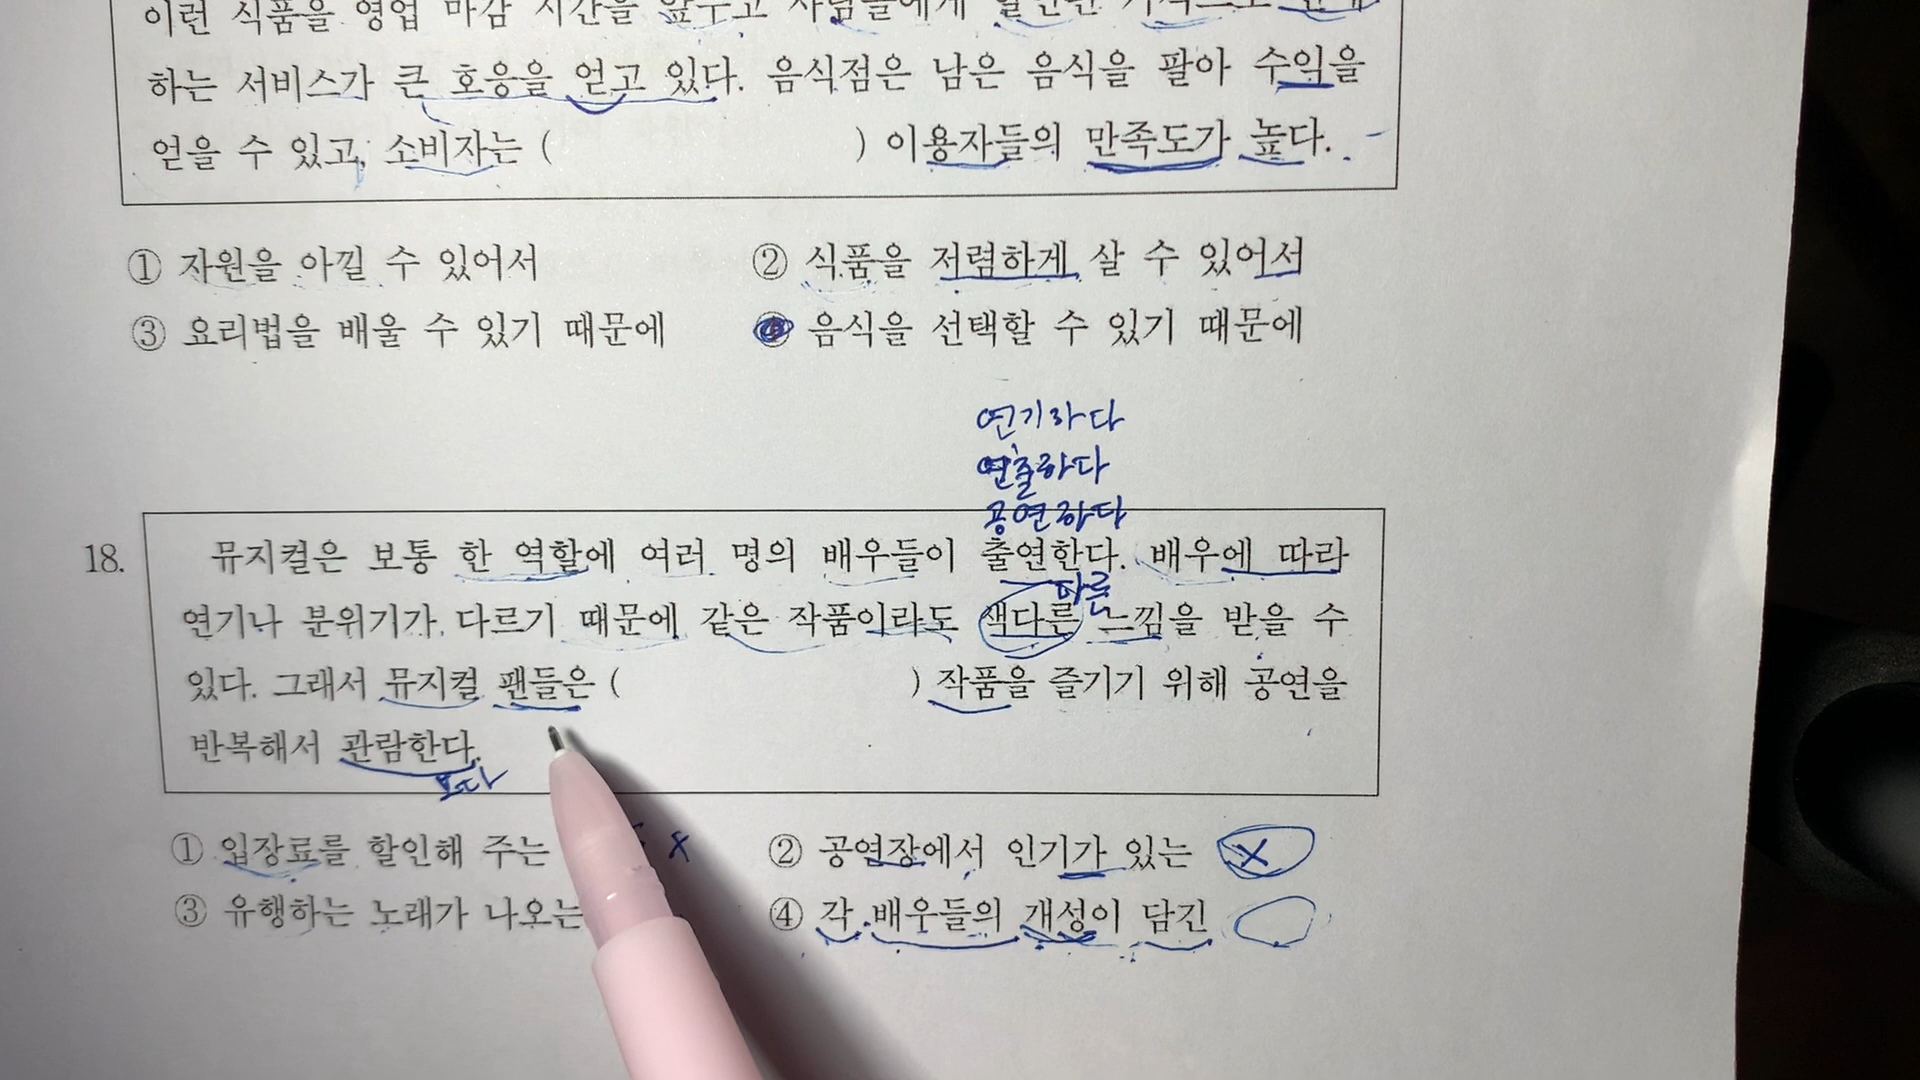 이런 식품을 영업 마감 시간을 앞두고 사람들에게 할인된 가격으로 판매
하는 서비스가 큰 호응을 얻고 있다. 음식점은 남은 음식을 팔아 수익을
얻을 수 있고, 소비자는 ( ) 이용자들의 만족도가 높다.
① 자원을 아낄 수 있어서 ② 식품을 저렴하게 살 수 있어서
③ 요리법을 배울 수 있기 때문에 음식을 선택할 수 있기 때문에
연기하다
연출하다
공연하다
18. 뮤지컬은 보통 한 역할에 여러 명의 배우들이 출연한다. 배우에 따라
다른
연기나 분위기가 다르기 때문에 같은 작품이라도 색다른 느낌을 받을 수
있다. 그래서 뮤지컬 팬들은 ( ) 작품을 즐기기 위해 공연을
반복해서 관람한다.
보다
① 입장료를 할인해 주는 x ② 공연장에서 인기가 있는 x
③ 유행하는 노래가 나오는 ④ 각 배우들의 개성이 담긴